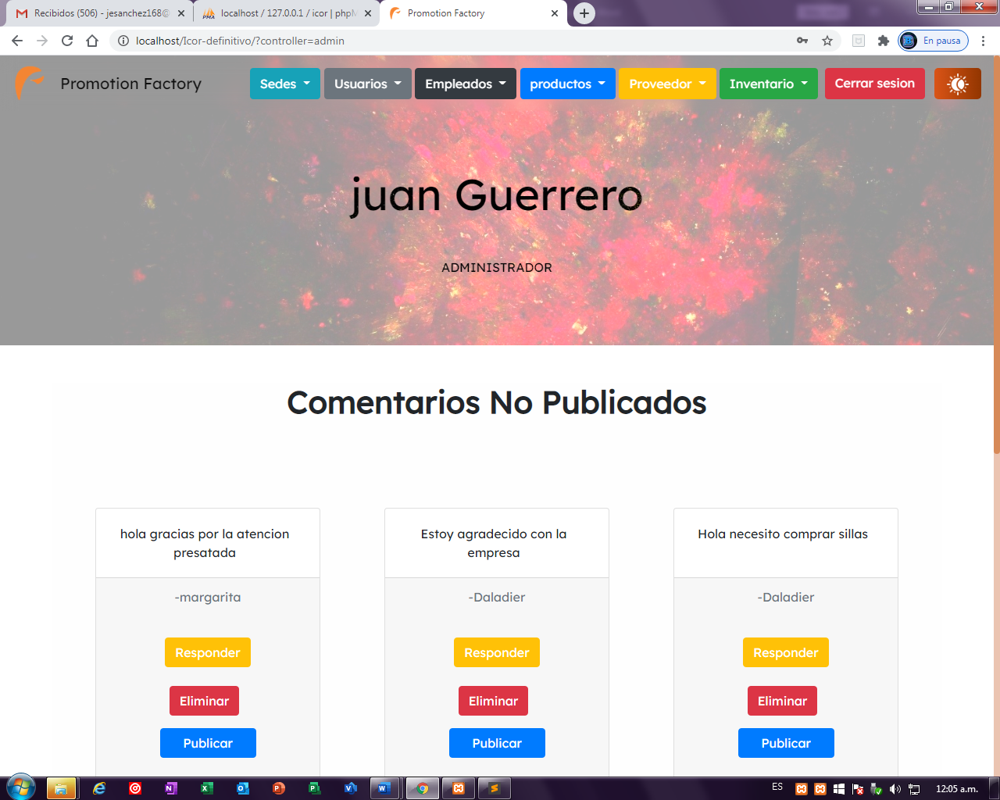 Recibidos (506) - jesanchez168@
localhost / 127.0.0.1 / icor | phpM
Promotion Factory
localhost/Icor-definitivo/?controller=admin
En pausa
Promotion Factory
Sedes
Usuarios
Empleados
productos
Proveedor
Inventario
Cerrar sesion
juan Guerrero
ADMINISTRADOR
Comentarios No Publicados
hola gracias por la atencion
presatada
-margarita
Responder
Eliminar
Publicar
Estoy agradecido con la
empresa
-Daladier
Responder
Eliminar
Publicar
Hola necesito comprar sillas
-Daladier
Responder
Eliminar
Publicar
ES
12:05 a.m.